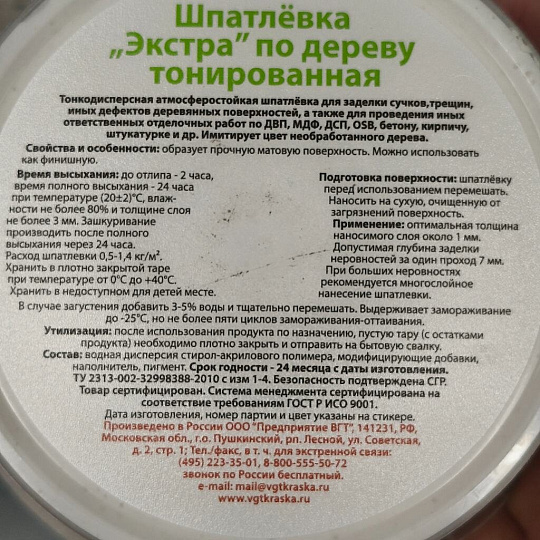 Шпатлёвка
„Экстра” по дереву
тонированная
Тонкодисперсная атмосферостойкая шпатлёвка для заделки сучков,трещин,
иных дефектов деревянных поверхностей, а также для проведения иных
ответственных отделочных работ по ДВП, МДФ, ДСП, OSB, бетону, кирпичу,
штукатурке и др. Имитирует цвет необработанного дерева.
Свойства и особенности: образует прочную матовую поверхность. Можно использовать
как финишную.
Время высыхания: до отлипа - 2 часа,
время полного высыхания - 24 часа
при температуре (20±2)°С, влаж-
ности не более 80% и толщине слоя
не более 3 мм. Зашкуривание
производить после полного
высыхания через 24 часа.
Расход шпатлевки 0,5-1,4 кг/м².
Хранить в плотно закрытой таре
при температуре от 0°С до +40°С.
Хранить в недоступном для детей месте.
Подготовка поверхности: шпатлёвку
перед использованием перемешать.
Наносить на сухую, очищенную от
загрязнений поверхность.
Применение: оптимальная толщина
наносимого слоя около 1 мм.
Допустимая глубина заделки
неровностей за один проход 7 мм.
При больших неровностях
рекомендуется многослойное
нанесение шпатлевки.
В случае загустения добавить 3-5% воды и тщательно перемешать. Выдерживает замораживание
до -25°С, но не более пяти циклов замораживания-оттаивания.
Утилизация: после использования продукта по назначению, пустую тару (с остатками
продукта) необходимо плотно закрыть и отправить на бытовую свалку.
Состав: водная дисперсия стирол-акрилового полимера, модифицирующие добавки,
наполнитель, пигмент. Срок годности - 24 месяца с даты изготовления.
ТУ 2313-002-32998388-2010 с изм 1-4. Безопасность подтверждена СГР.
Товар сертифицирован. Система менеджмента сертифицирована на
соответствие требованиям ГОСТ Р ИСО 9001.
Дата изготовления, номер партии и цвет указаны на стикере.
Произведено в России ООО "Предприятие ВГТ", 141231, РФ,
Московская обл., г.о. Пушкинский, рп. Лесной, ул. Советская,
д. 2, стр. 1; Тел./факс, в т. ч. для экстренной связи:
(495) 223-35-01, 8-800-555-50-72
звонок по России бесплатный.
e-mail: mail@vgtkraska.ru
www.vgtkraska.ru